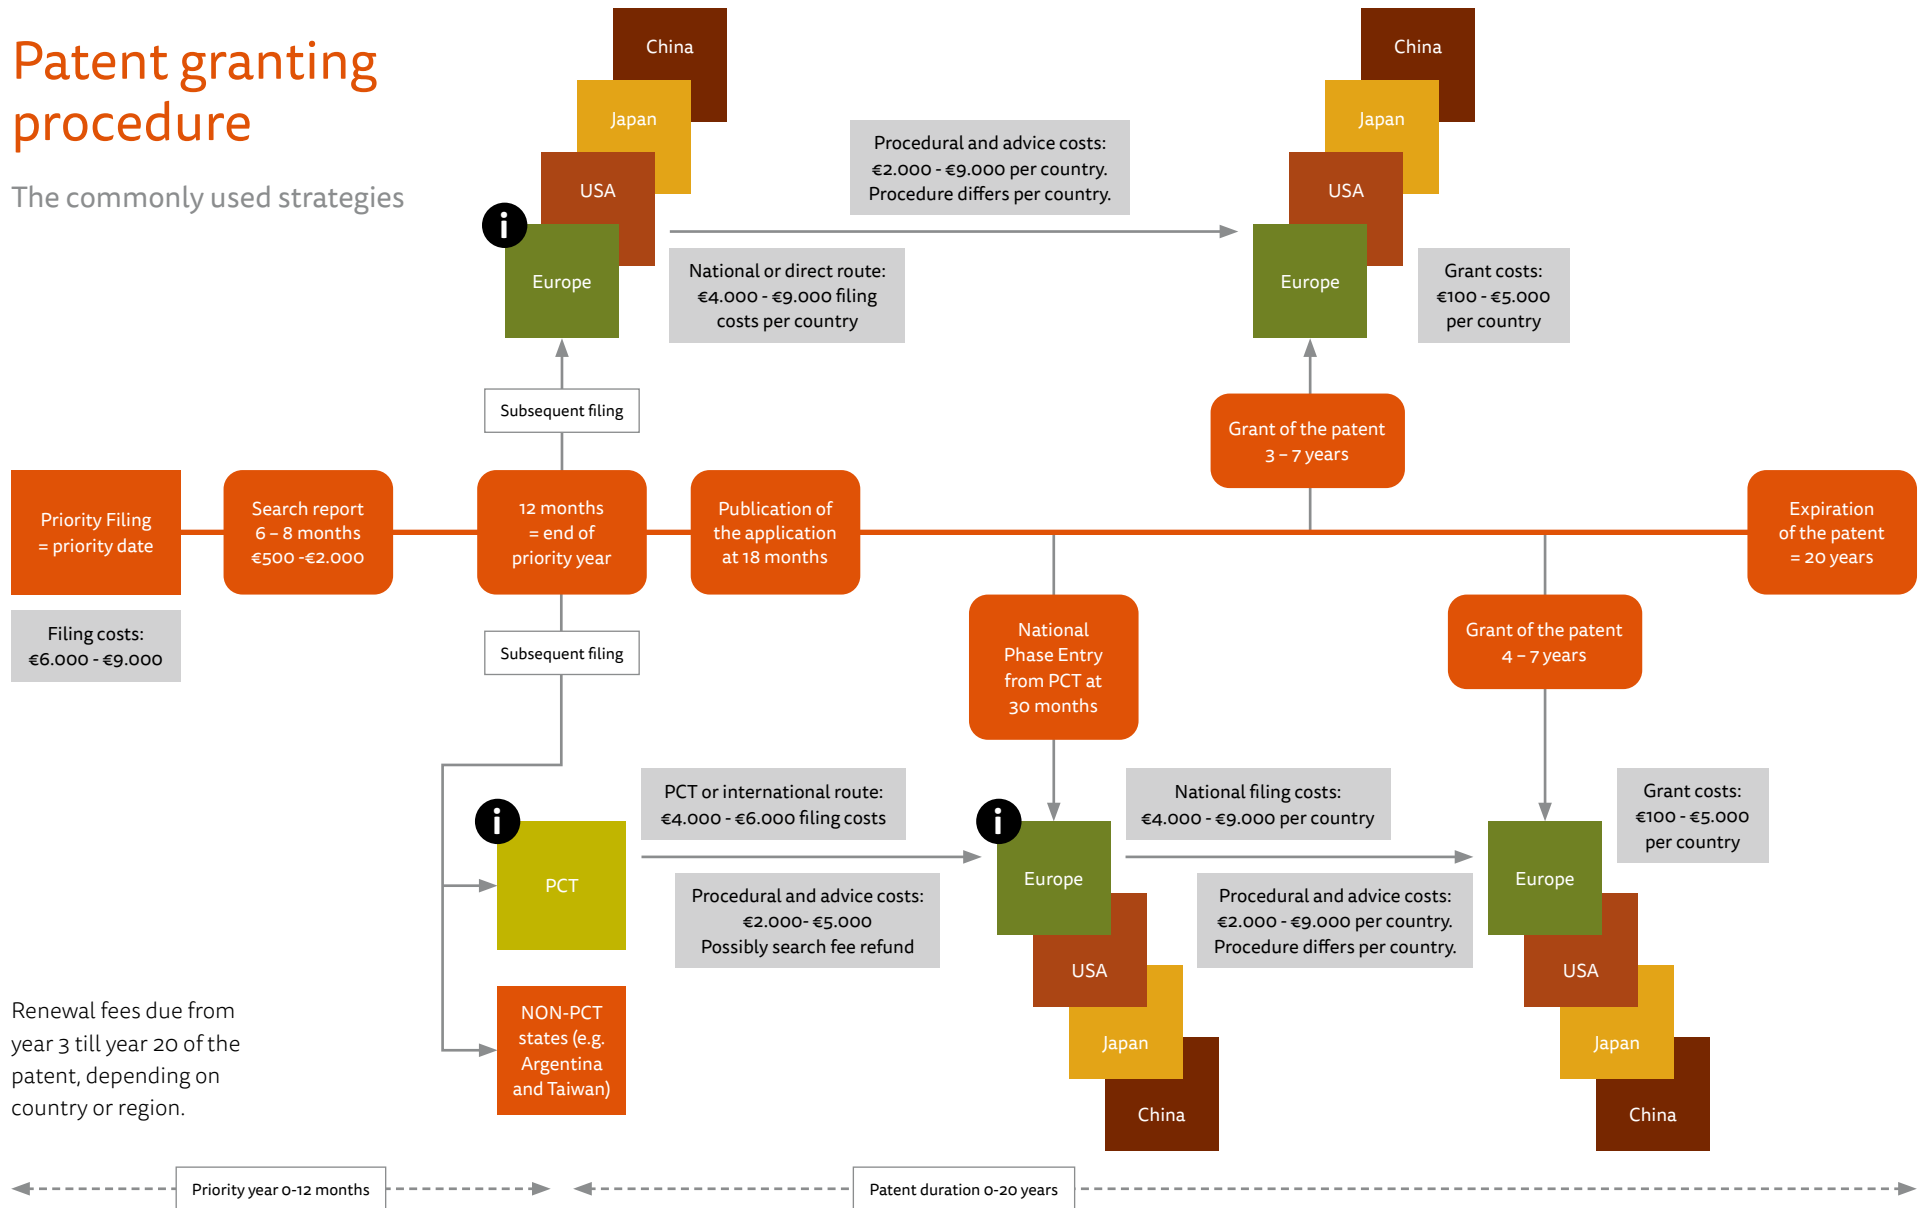 Patent granting
procedure
The commonly used strategies
China
Japan
USA
i
Europe
Procedural and advice costs:
€2.000 - €9.000 per country.
Procedure differs per country.
National or direct route:
€4.000 - €9.000 filing
costs per country
China
Japan
USA
Europe
Grant costs:
€100 - €5.000
per country
Subsequent filing
Grant of the patent
3 – 7 years
Priority Filing
= priority date
Search report
6 – 8 months
€500 -€2.000
12 months
= end of
priority year
Publication of
the application
at 18 months
Expiration
of the patent
= 20 years
Filing costs:
€6.000 - €9.000
Subsequent filing
National
Phase Entry
from PCT at
30 months
Grant of the patent
4 – 7 years
i
PCT
PCT or international route:
€4.000 - €6.000 filing costs
Procedural and advice costs:
€2.000- €5.000
Possibly search fee refund
NON-PCT
states (e.g.
Argentina
and Taiwan)
i
Europe
USA
Japan
China
National filing costs:
€4.000 - €9.000 per country
Procedural and advice costs:
€2.000 - €9.000 per country.
Procedure differs per country.
Grant costs:
€100 - €5.000
per country
Europe
USA
Japan
China
Renewal fees due from
year 3 till year 20 of the
patent, depending on
country or region.
Priority year 0-12 months
Patent duration 0-20 years